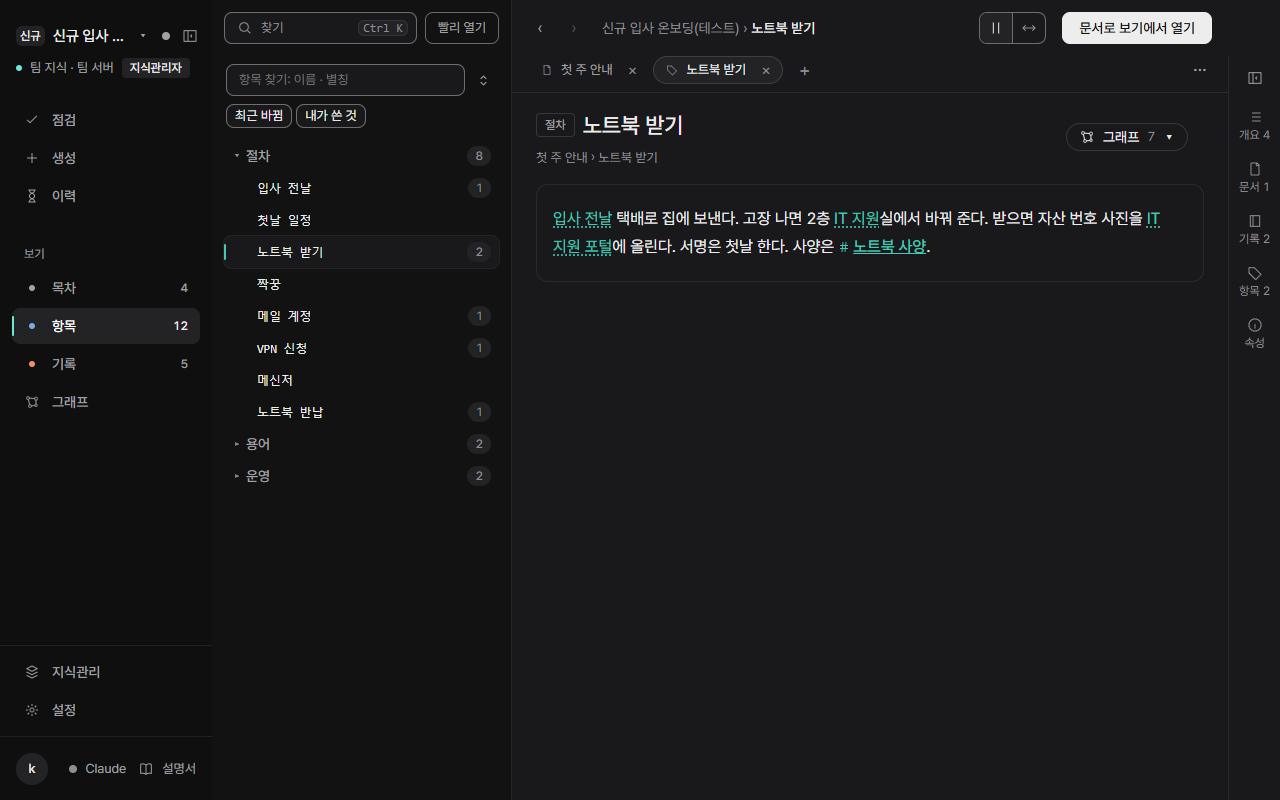 신규 신규 입사 ...
팀 지식 · 팀 서버 지식관리자
점검
생성
이력
보기
목차 4
항목 12
기록 5
그래프
지식관리
설정
k Claude 설명서
찾기 Ctrl K 빨리 열기
항목 찾기: 이름 · 별칭
최근 바뀜 내가 쓴 것
절차 8
입사 전날 1
첫날 일정
노트북 받기 2
짝꿍
메일 계정 1
VPN 신청 1
메신저
노트북 반납 1
용어 2
운영 2
신규 입사 온보딩(테스트) › 노트북 받기
문서로 보기에서 열기
첫 주 안내 × 노트북 받기 × +
절차 노트북 받기
첫 주 안내 › 노트북 받기
그래프 7
입사 전날 택배로 집에 보낸다. 고장 나면 2층 IT 지원실에서 바꿔 준다. 받으면 자산 번호 사진을 IT
지원 포털에 올린다. 서명은 첫날 한다. 사양은 # 노트북 사양.
개요 4
문서 1
기록 2
항목 2
속성